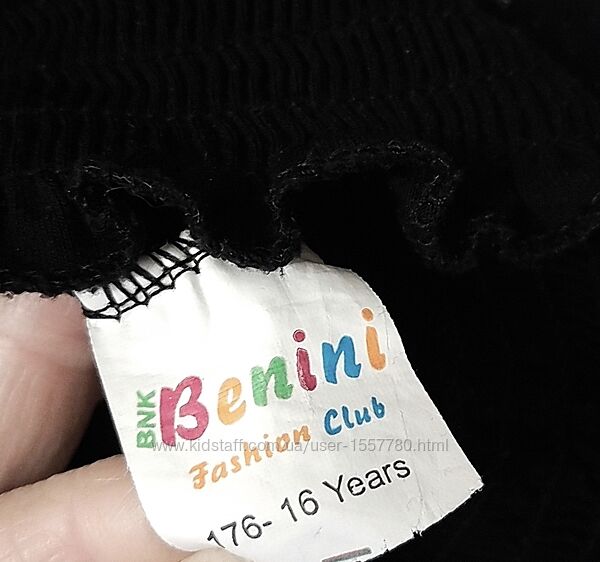 BNK
Benini
Fashion Club
www.kidstaff.com.ua/user-1557780.html
176- 16 Years